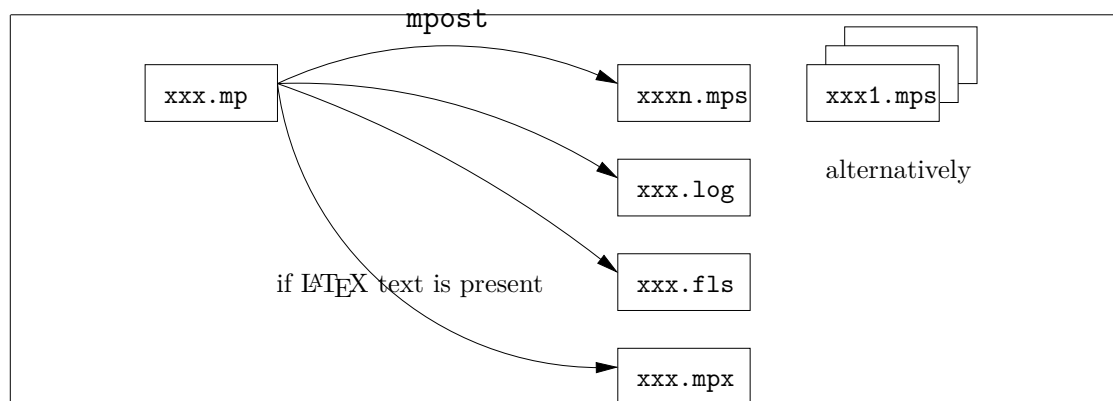 mpost
xxx.mp
xxxn.mps
xxx1.mps
alternatively
xxx.log
if LATEX text is present
xxx.fls
xxx.mpx